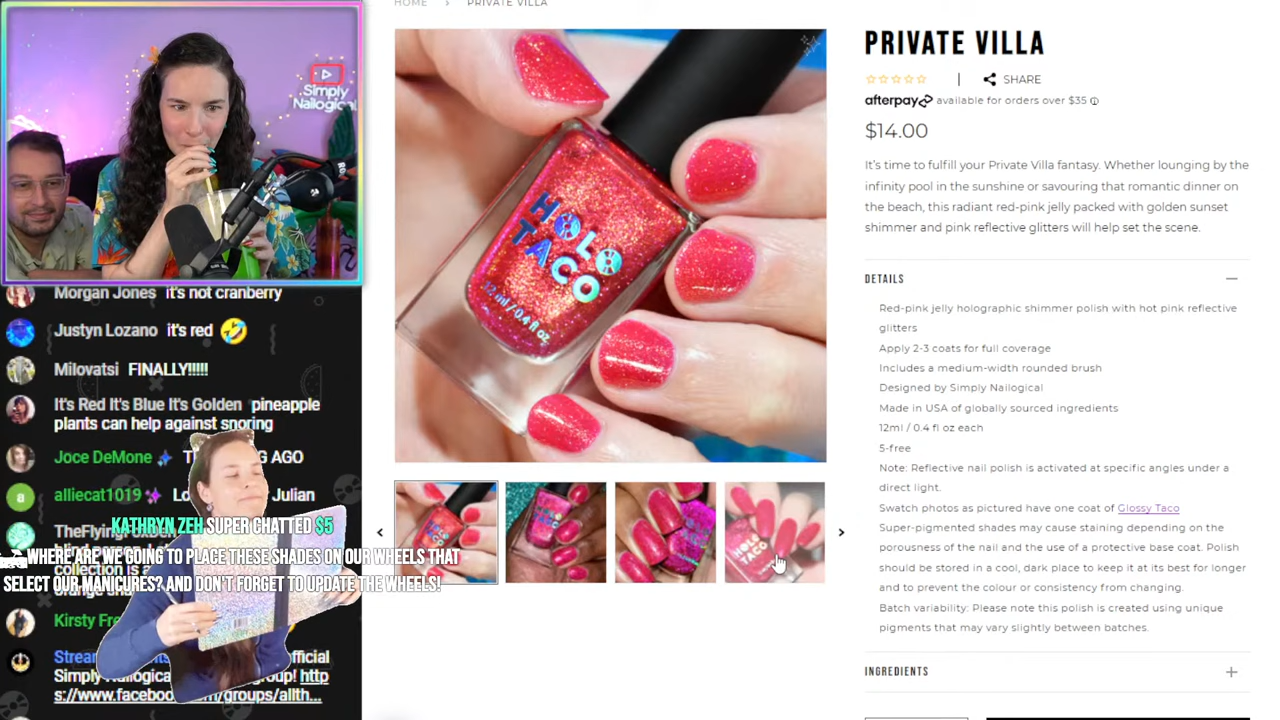 Simply
Nailogical
Morgan Jones it's not cranberry
Justyn Lozano it's red 🤣
Milovatsi FINALLY!!!!!
It's Red It's Blue It's Golden pineapple
plants can help against snoring
Joce DeMone AGO
alliecat1019 Julian
KATHRYN ZEH SUPER CHATTED $5
WHERE ARE WE GOING TO PLACE THESE SHADES ON OUR WHEELS THAT
SELECT OUR MANICURES? AND DON'T FORGET TO UPDATE THE WHEELS!
collection is
Kirsty
Simply Nailogical group! http
s://www.facebook.com/groups/allth...
HOME > PRIVATE VILLA
HOLO
TACO
12 ml / 0.4 fl oz
PRIVATE VILLA
| SHARE
afterpay available for orders over $35
$14.00
It's time to fulfill your Private Villa fantasy. Whether lounging by the
infinity pool in the sunshine or savouring that romantic dinner on
the beach, this radiant red-pink jelly packed with golden sunset
shimmer and pink reflective glitters will help set the scene.
DETAILS
Red-pink jelly holographic shimmer polish with hot pink reflective
glitters
Apply 2-3 coats for full coverage
Includes a medium-width rounded brush
Designed by Simply Nailogical
Made in USA of globally sourced ingredients
12ml / 0.4 fl oz each
5-free
Note: Reflective nail polish is activated at specific angles under a
direct light.
Swatch photos as pictured have one coat of Glossy Taco
Super-pigmented shades may cause staining depending on the
porousness of the nail and the use of a protective base coat. Polish
should be stored in a cool, dark place to keep it at its best for longer
and to prevent the colour or consistency from changing.
Batch variability: Please note this polish is created using unique
pigments that may vary slightly between batches.
INGREDIENTS